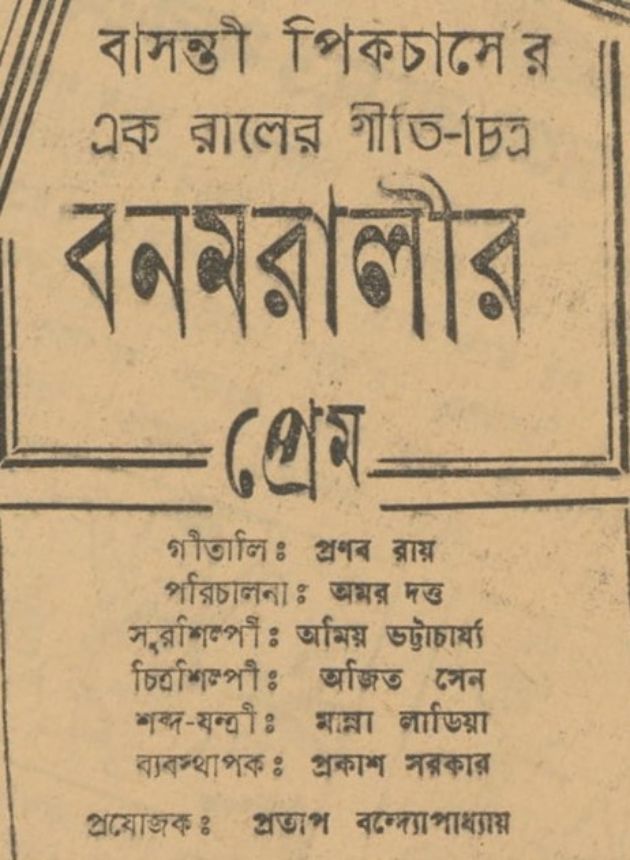 বাসন্তী পিকচার্সের
এক রীলের গীতি-চিত্র
বনমরালীর
প্রেম
গীতালি : প্রণব রায়
পরিচালনা : অমর দত্ত
সুরশিল্পী : অমিয় ভট্টাচার্য্য
চিত্রশিল্পী : অজিত সেন
শব্দ-যন্ত্রী : মান্না লাডিয়া
ব্যবস্থাপক : প্রকাশ সরকার
প্রযোজক : প্রতাপ বন্দ্যোপাধ্যায়